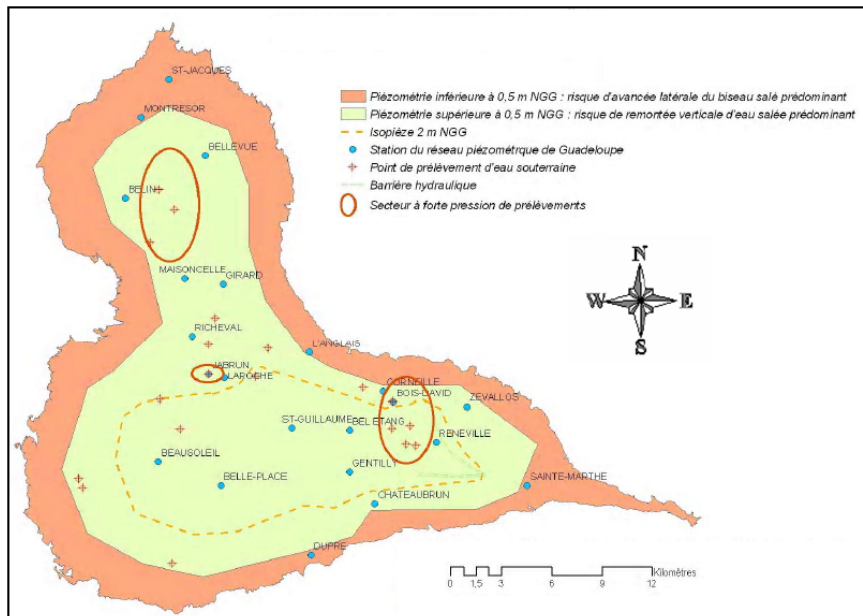 ST-JACQUES
MONTRESOR
BELLEVUE
BELIN
MAISONCELLE
GIRARD
RICHEVAL
L'ANGLAIS
JABRUN
LAROCHE
CORNEILLE
BOIS-DAVID
ZEVALLOS
ST-GUILLAUME
BEL ETANG
RENEVILLE
BEAUSOLEIL
BELLE-PLACE
GENTILLY
SAINTE-MARTHE
CHATEAUBRUN
DUPRE
Piézométrie inférieure à 0,5 m NGG : risque d'avancée latérale du biseau salé prédominant
Piézométrie supérieure à 0,5 m NGG : risque de remontée verticale d'eau salée prédominant
Isopièze 2 m NGG
Station du réseau piézométrque de Guadeloupe
Point de prélèvement d'eau souterraine
Barrière hydraulique
Secteur à forte pression de prélèvements
N
W E
S
Kilomètres
0 1,5 3 6 9 12